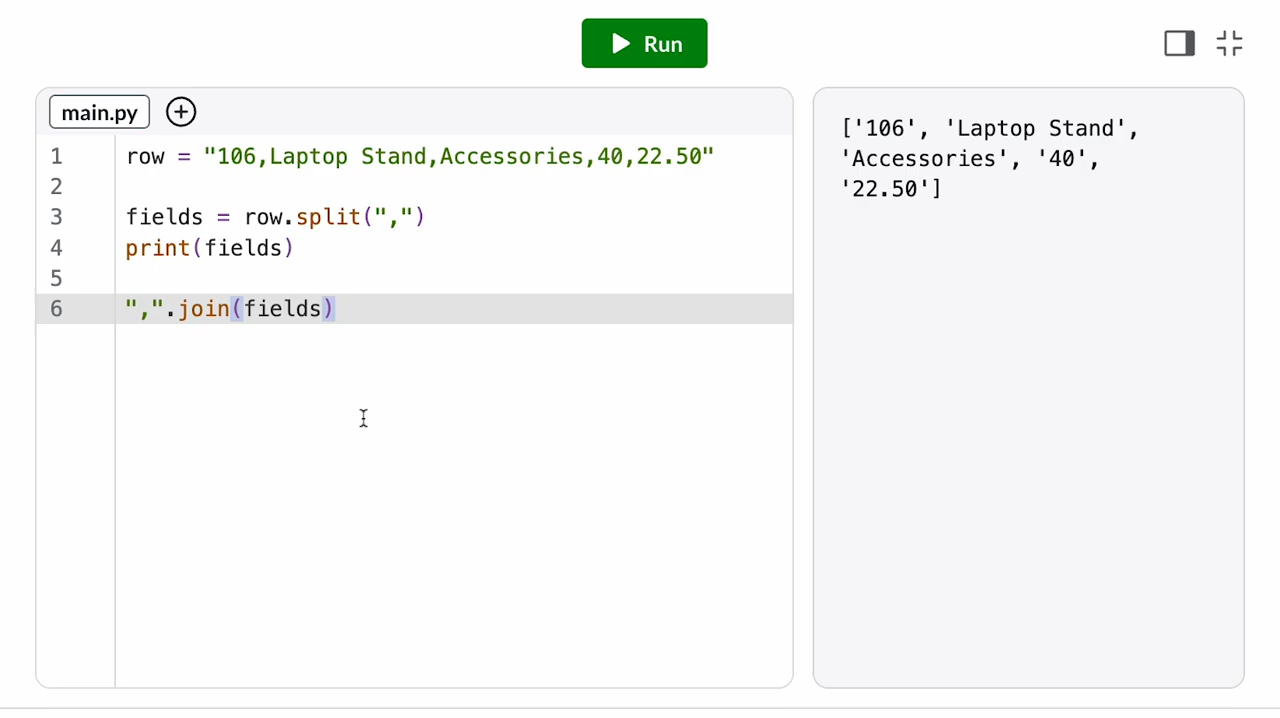 Run
main.py
1 row = "106,Laptop Stand,Accessories,40,22.50"
2
3 fields = row.split(",")
4 print(fields)
5
6 ",".join(fields)
['106', 'Laptop Stand',
'Accessories', '40',
'22.50']